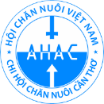 HỘI CHĂN NUÔI VIỆT NAM
AHAC
CHI HỘI CHĂN NUÔI CẦN THƠ